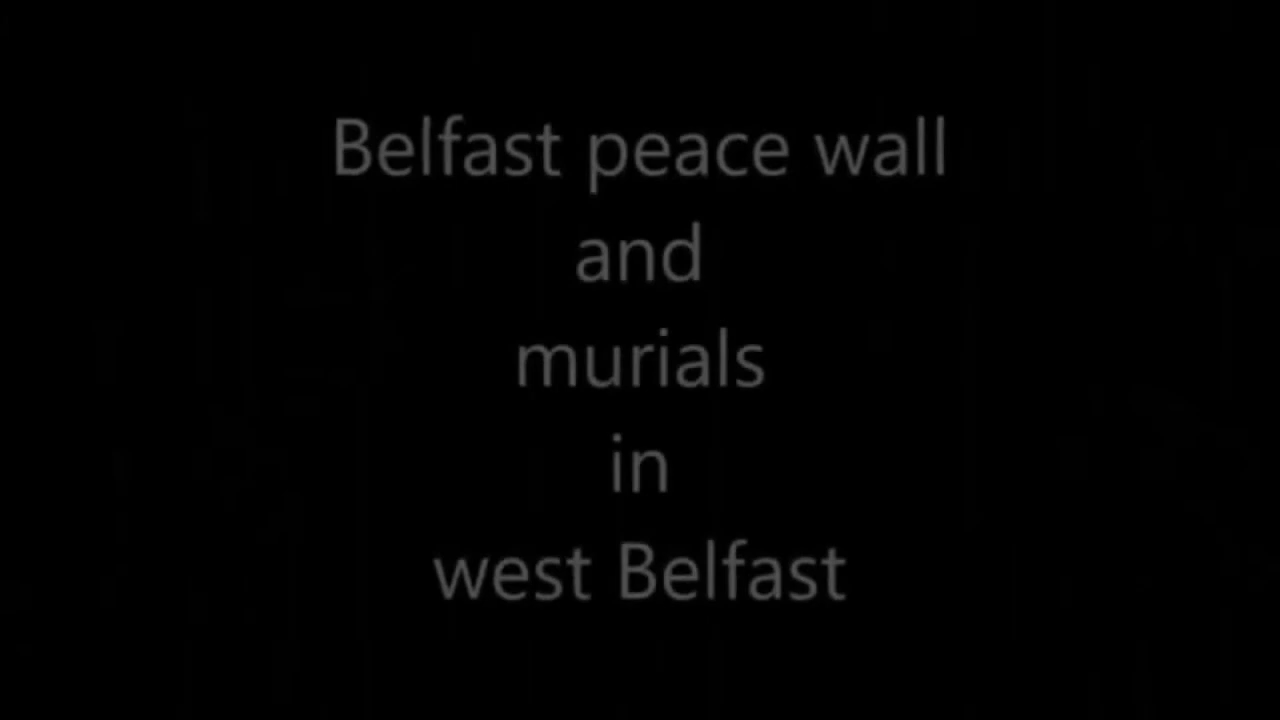 Belfast peace wall
and
murials
in
west Belfast